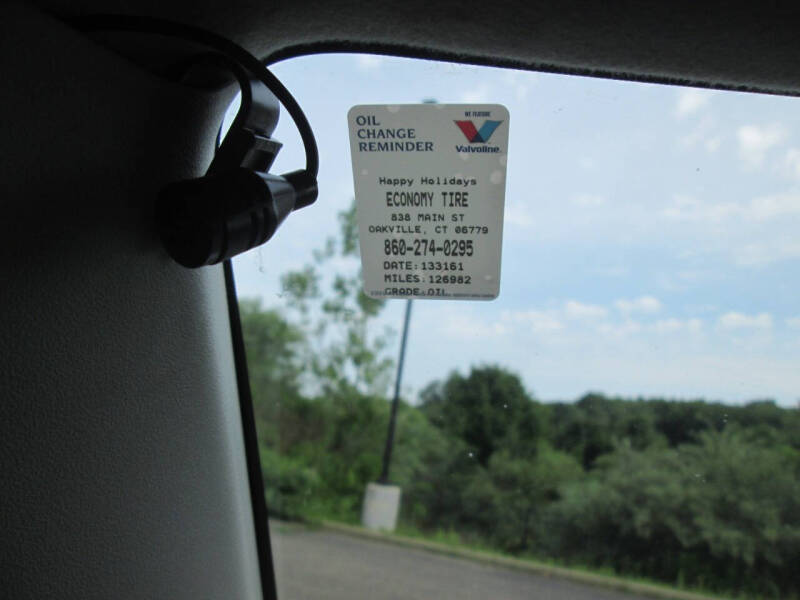 OIL
CHANGE
REMINDER
WE FEATURE
Valvoline.
Happy Holidays
ECONOMY TIRE
838 MAIN ST
OAKVILLE, CT 06779
860-274-0295
DATE:133161
MILES:126982
GRADE OIL